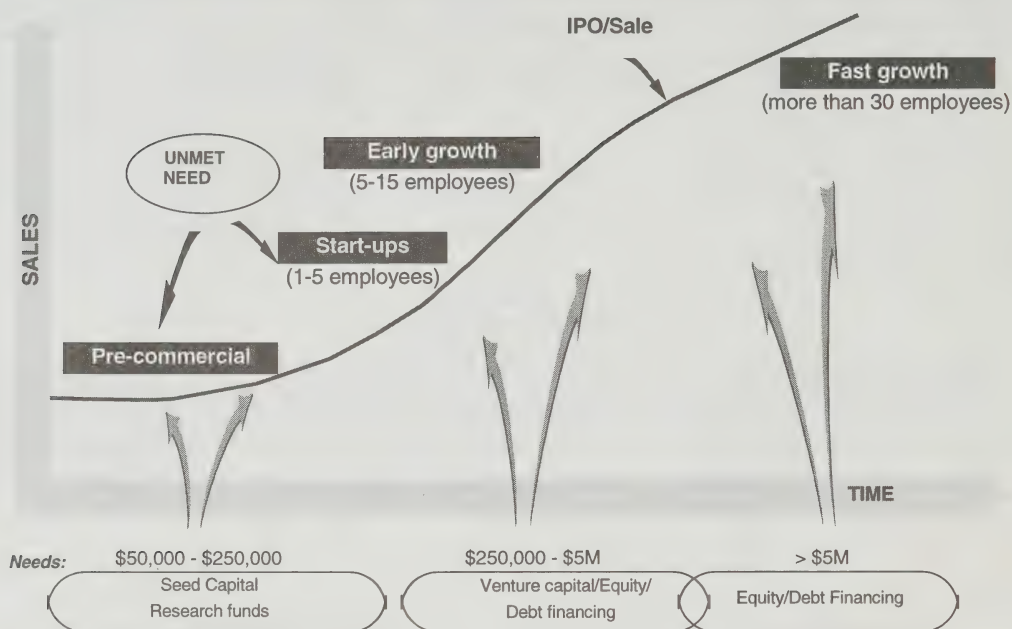 IPO/Sale
Fast growth
(more than 30 employees)
UNMET
NEED
Early growth
(5-15 employees)
Start-ups
(1-5 employees)
SALES
Pre-commercial
TIME
Needs:
$50,000 - $250,000
$250,000 - $5M
> $5M
Seed Capital
Research funds
Venture capital/Equity/
Debt financing
Equity/Debt Financing